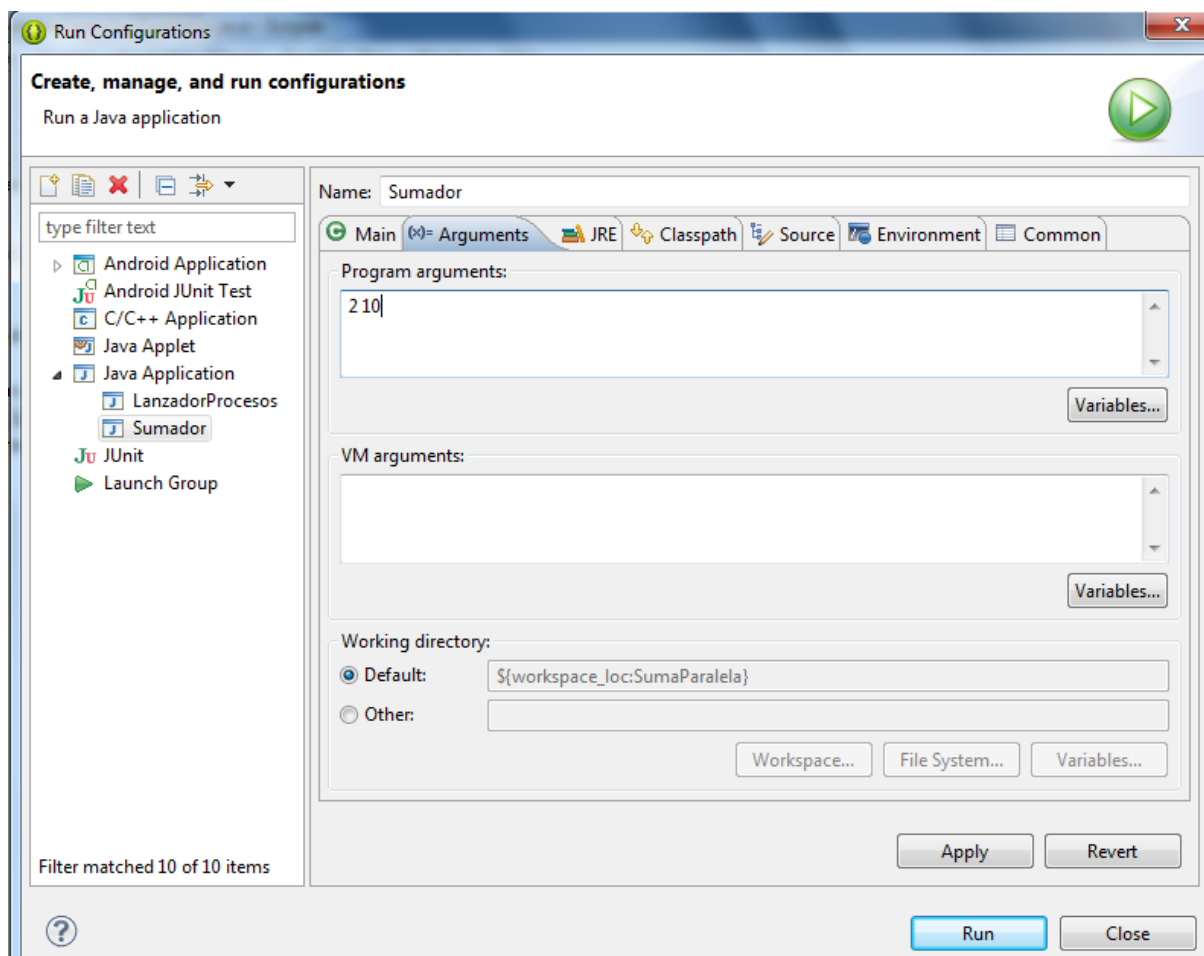 Run Configurations
X
Create, manage, and run configurations
Run a Java application
type filter text
Android Application
Android JUnit Test
C/C++ Application
Java Applet
Java Application
LanzadorProcesos
Sumador
JUnit
Launch Group
Filter matched 10 of 10 items
Name: Sumador
Main (x)= Arguments JRE Classpath Source Environment Common
Program arguments:
2 10
Variables...
VM arguments:
Variables...
Working directory:
Default: ${workspace_loc:SumaParalela}
Other:
Workspace... File System... Variables...
Apply Revert
? Run Close